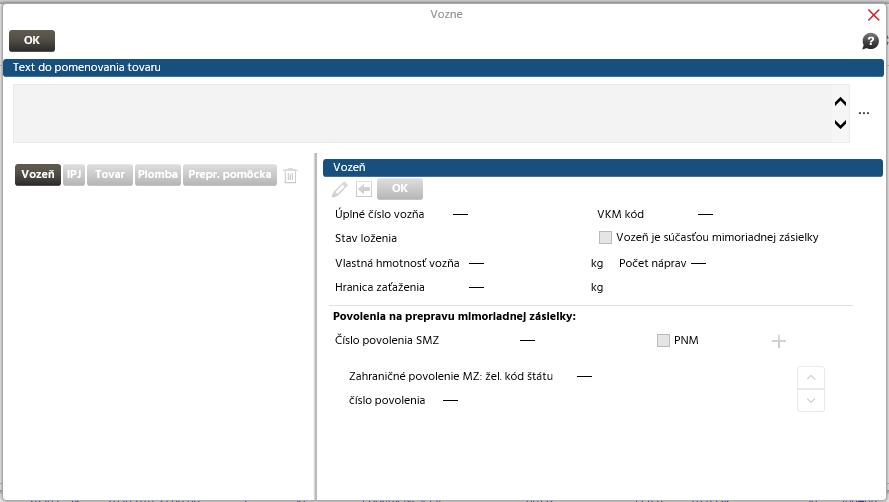 Vozne
OK
?
Text do pomenovania tovaru
...
Vozeň IPJ Tovar Plomba Prepr. pomôcka
Vozeň
OK
Úplné číslo vozňa — VKM kód —
Stav loženia Vozeň je súčasťou mimoriadnej zásielky
Vlastná hmotnosť vozňa — kg Počet náprav —
Hranica zaťaženia — kg
Povolenia na prepravu mimoriadnej zásielky:
Číslo povolenia SMZ — PNM
Zahraničné povolenie MZ: žel. kód štátu —
číslo povolenia —